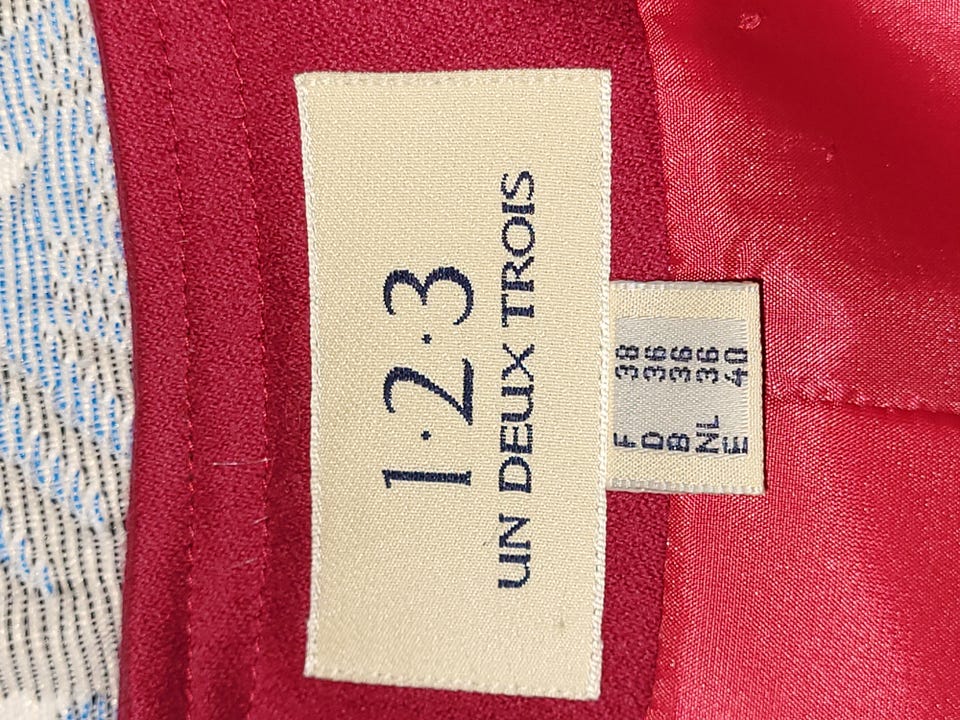 1·2·3
UN DEUX TROIS
F 38
D 36
B 36
NL 36
E 40